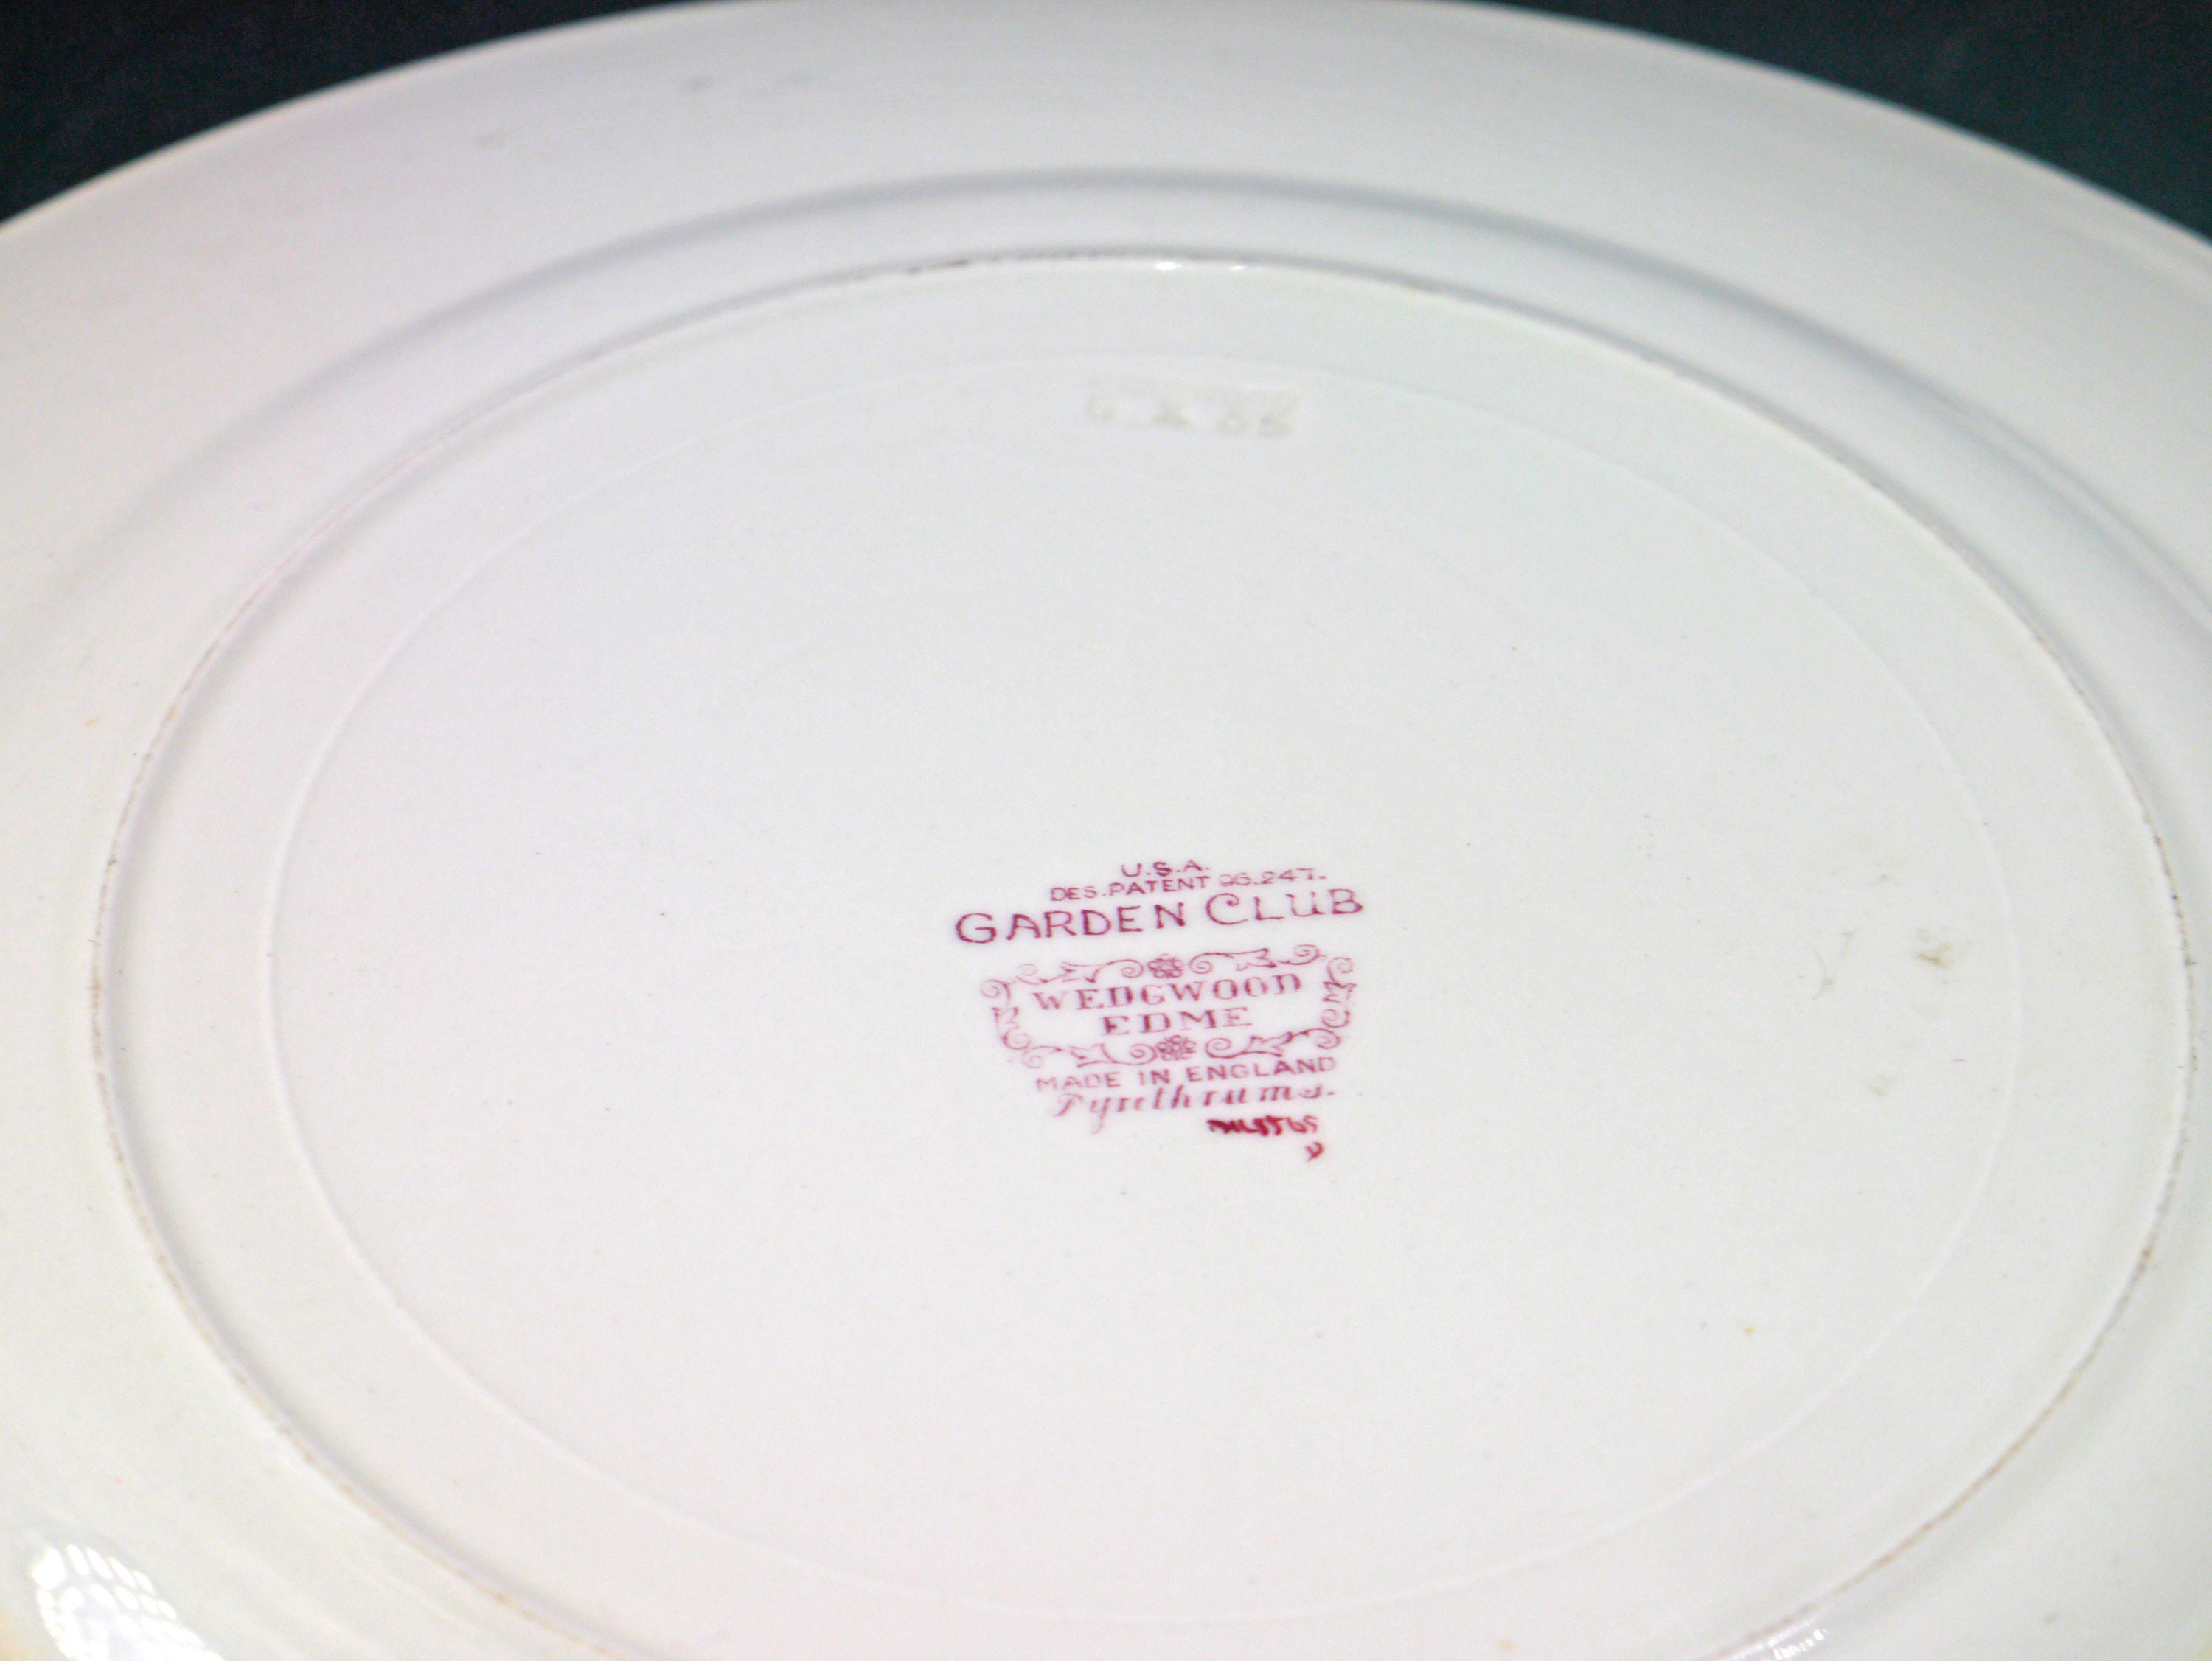 U.S.A.
DES.PATENT 96.247.
GARDEN CLUB
WEDGWOOD
EDME
MADE IN ENGLAND
Pyrethrums.